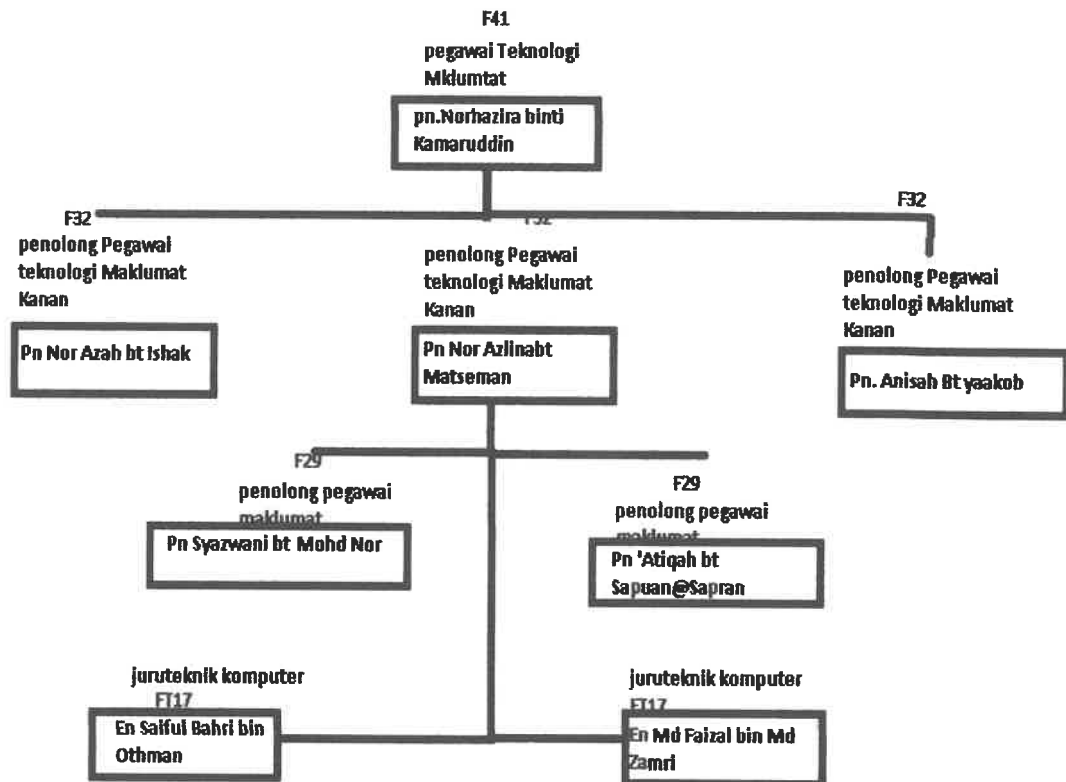 F41
pegawai Teknologi
Mklumtat
pn.Norhazira binti
Kamaruddin
F32
penolong Pegawai
teknologi Maklumat
Kanan
Pn Nor Azah bt Ishak
F32
penolong Pegawai
teknologi Maklumat
Kanan
Pn Nor Azlinabt
Matseman
F32
penolong Pegawai
teknologi Maklumat
Kanan
Pn. Anisah Bt yaakob
F29
penolong pegawai
maklumat
Pn Syazwani bt Mohd Nor
F29
penolong pegawai
maklumat
Pn 'Atiqah bt
Sapuan@Sapran
juruteknik komputer
FT17
En Saiful Bahri bin
Othman
juruteknik komputer
FT17
En Md Faizal bin Md
Zamri